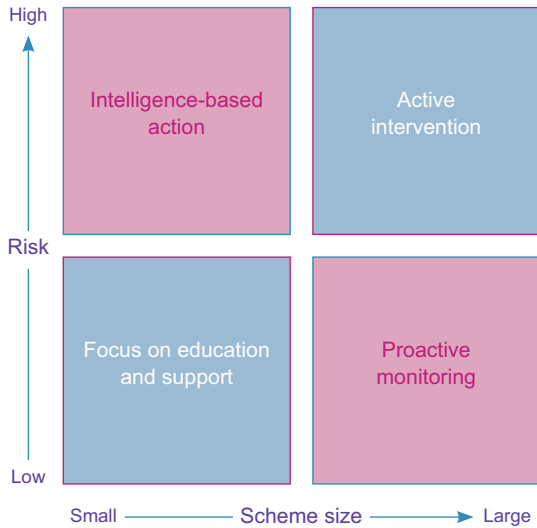 High
Intelligence-based
action
Active
intervention
Risk
Focus on education
and support
Proactive
monitoring
Low
Small
Scheme size
Large